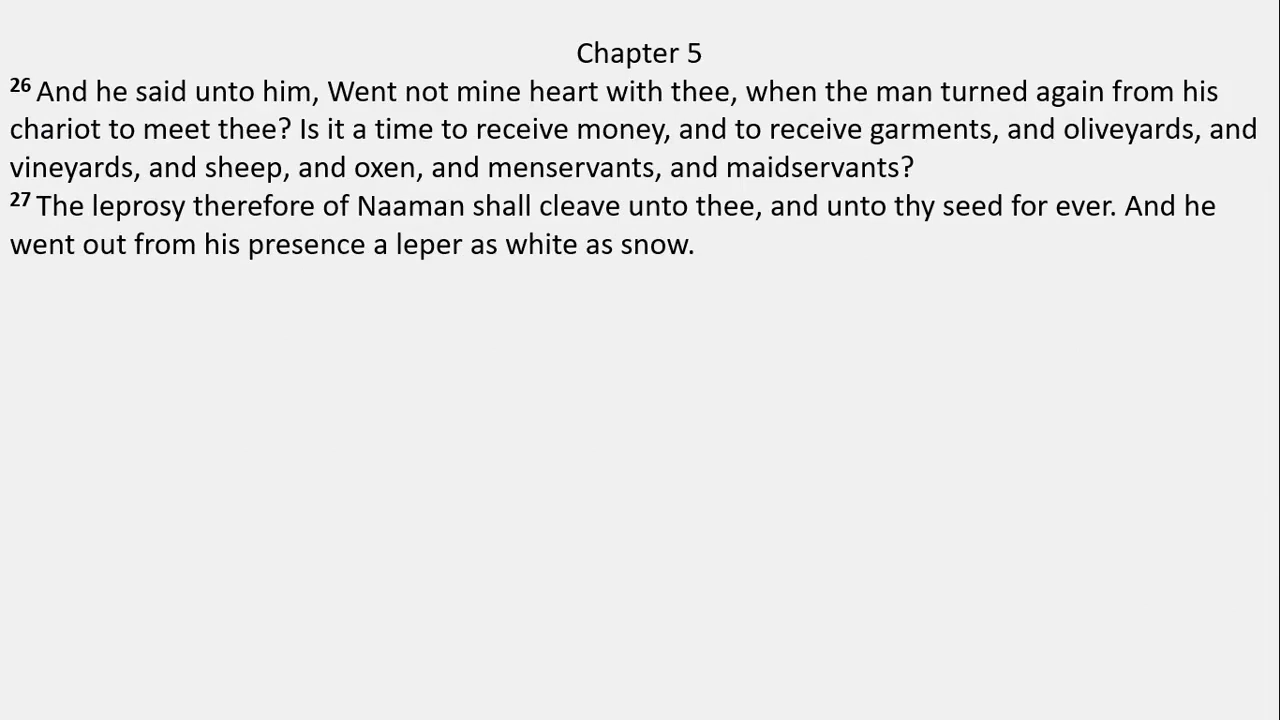 Chapter 5
26 And he said unto him, Went not mine heart with thee, when the man turned again from his
chariot to meet thee? Is it a time to receive money, and to receive garments, and oliveyards, and
vineyards, and sheep, and oxen, and menservants, and maidservants?
27 The leprosy therefore of Naaman shall cleave unto thee, and unto thy seed for ever. And he
went out from his presence a leper as white as snow.